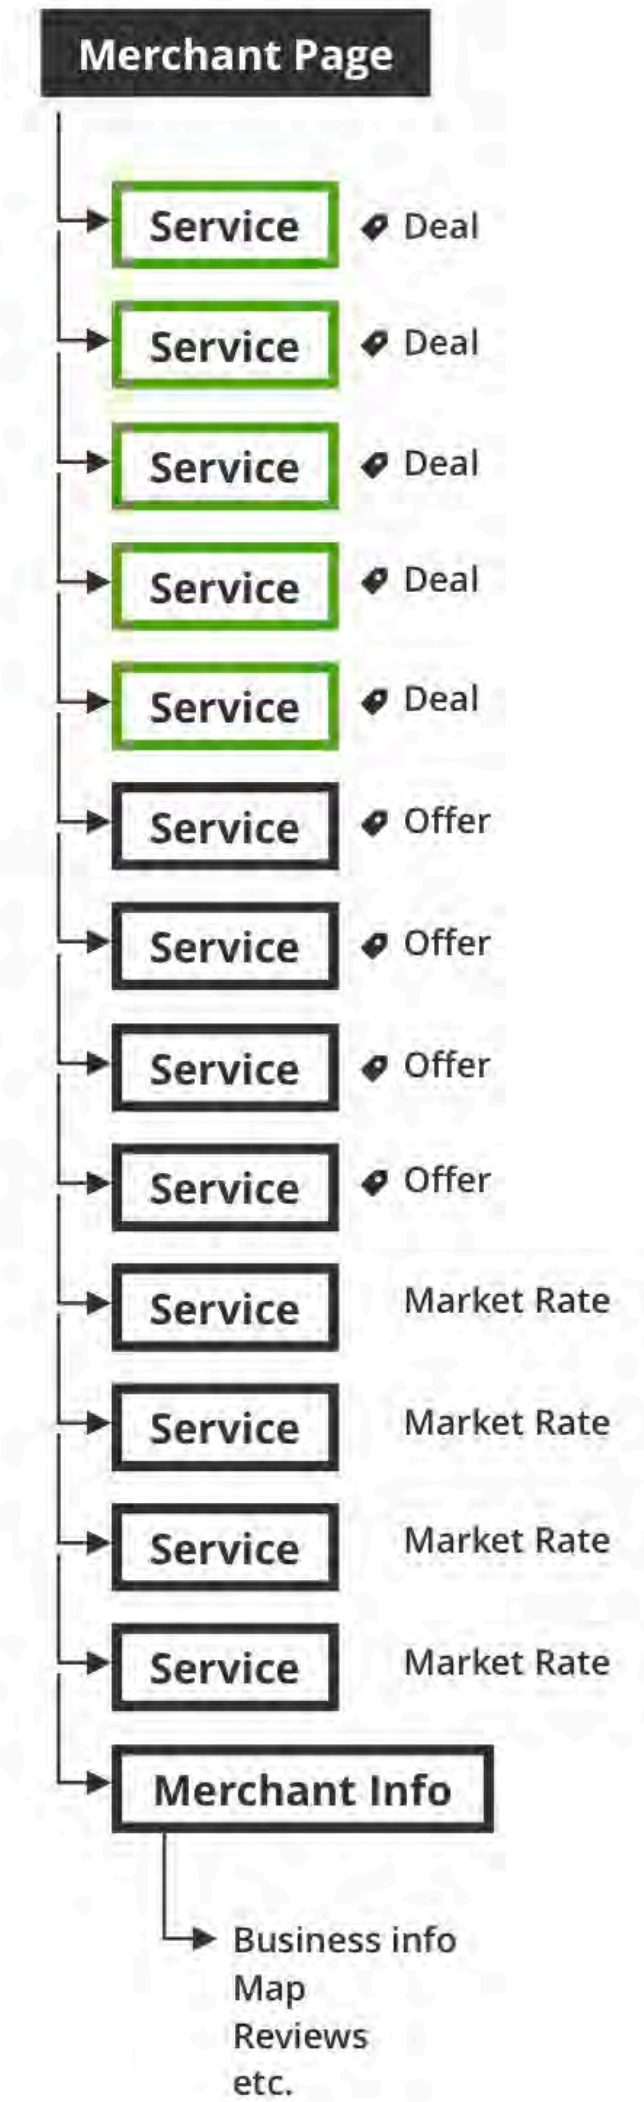 Merchant Page
Service Deal
Service Deal
Service Deal
Service Deal
Service Deal
Service Offer
Service Offer
Service Offer
Service Offer
Service Market Rate
Service Market Rate
Service Market Rate
Service Market Rate
Merchant Info
Business info
Map
Reviews
etc.